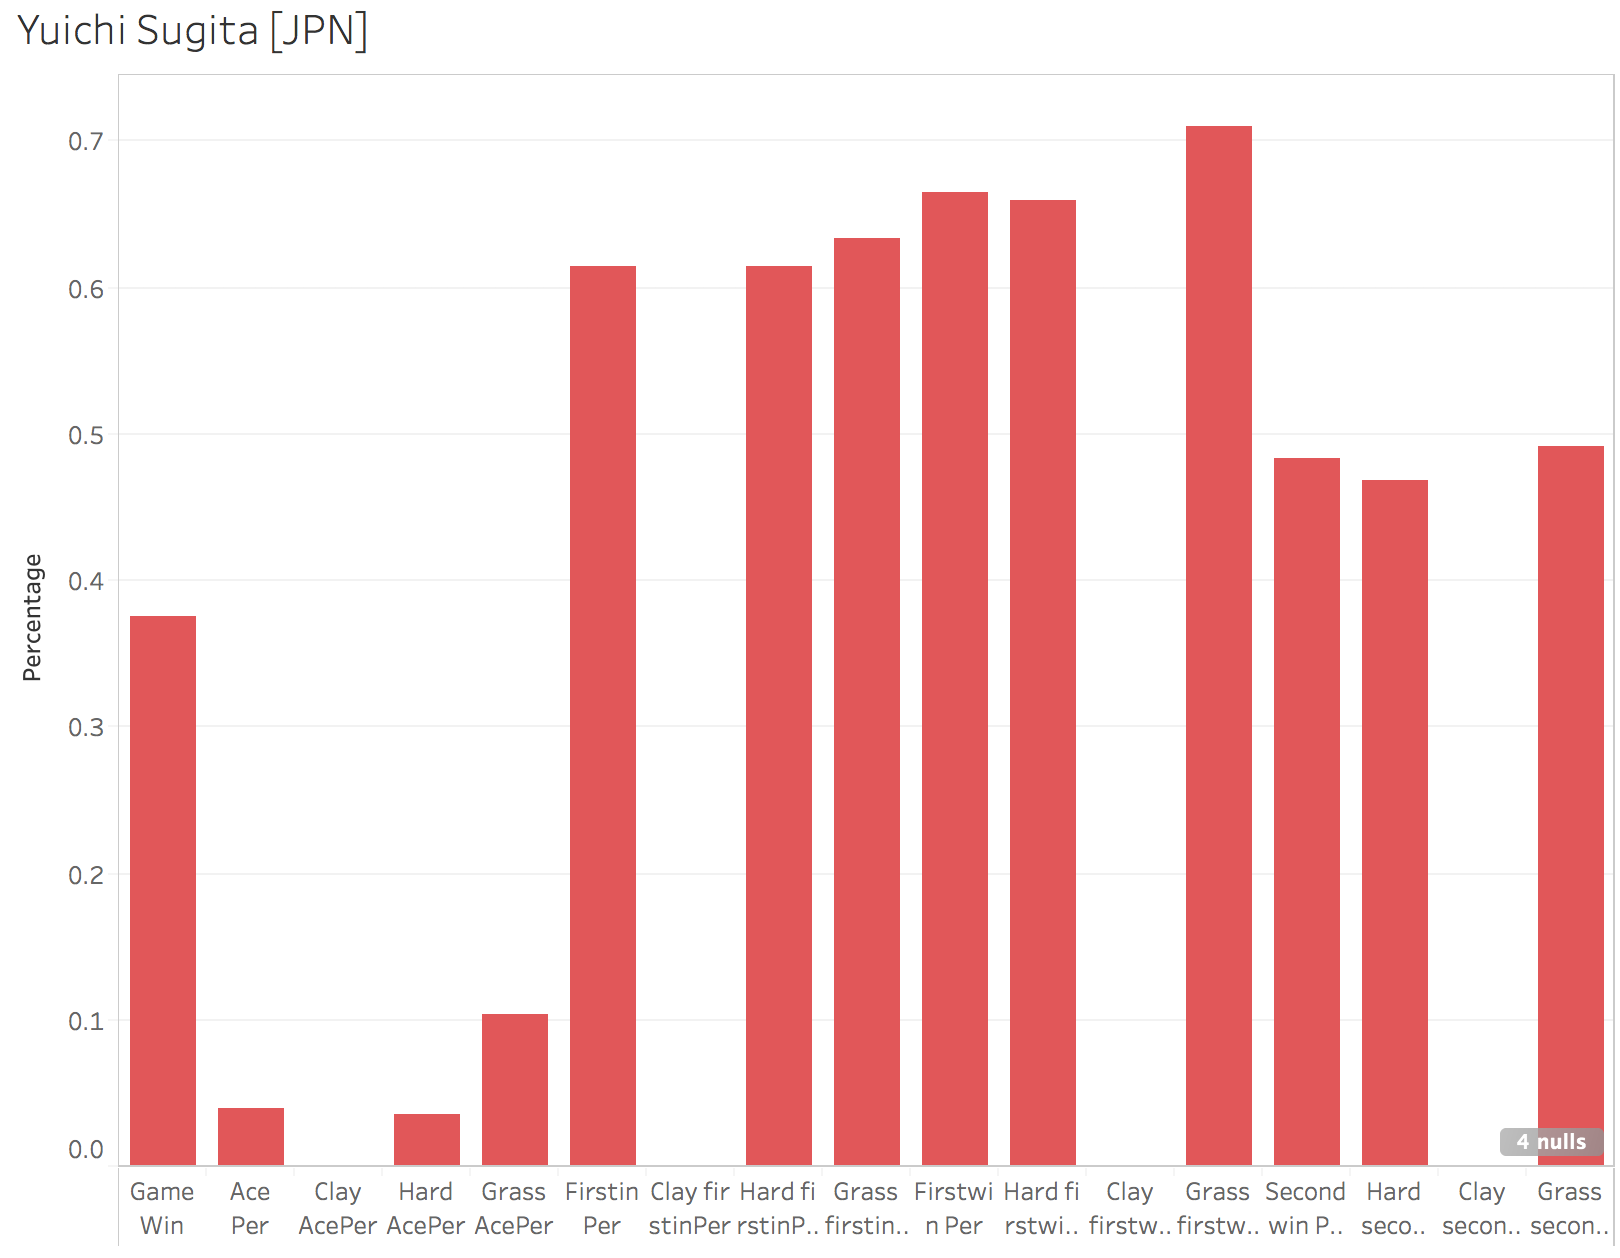 Yuichi Sugita [JPN]
0.7
0.6
0.5
0.4
0.3
0.2
0.1
0.0
Percentage
4 nulls
Game Win
Ace Per
Clay AcePer
Hard AcePer
Grass AcePer
Firstin Per
Clay fir stinPer
Hard fi rstinP..
Grass firstin..
Firstwi n Per
Hard fi rstwi..
Clay firstw..
Grass firstw..
Second win P..
Hard seco..
Clay secon..
Grass secon..